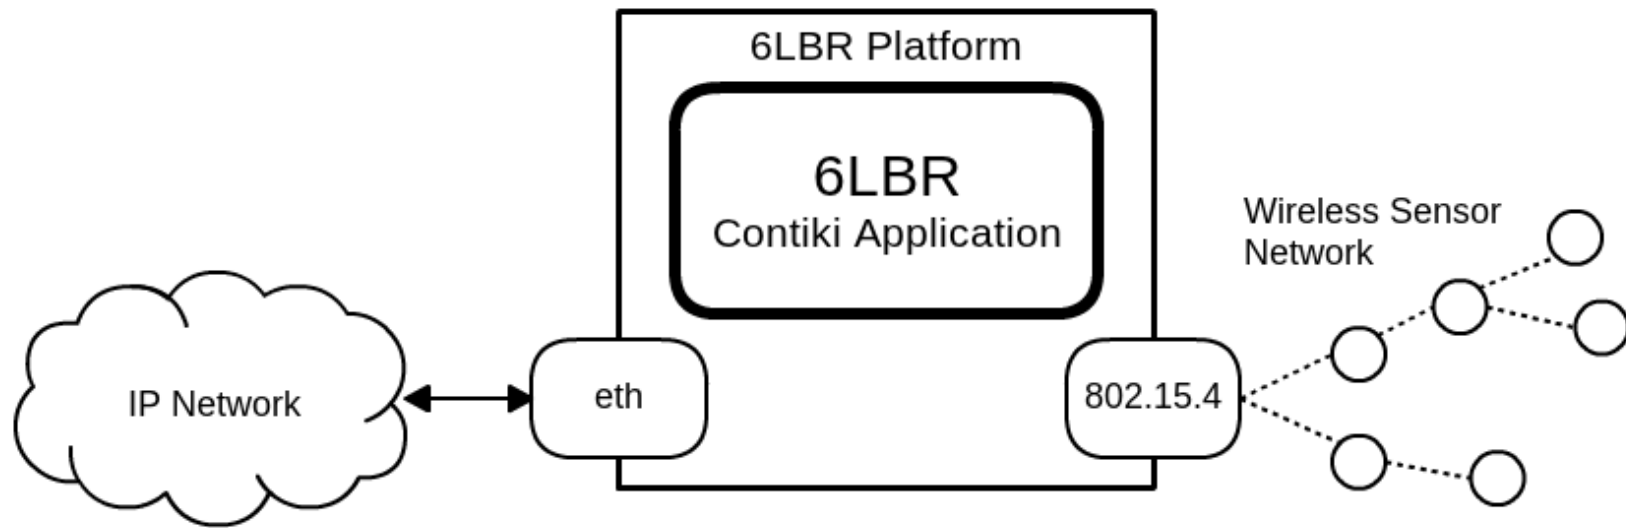 6LBR Platform
6LBR
Contiki Application
Wireless Sensor
Network
IP Network
eth
802.15.4